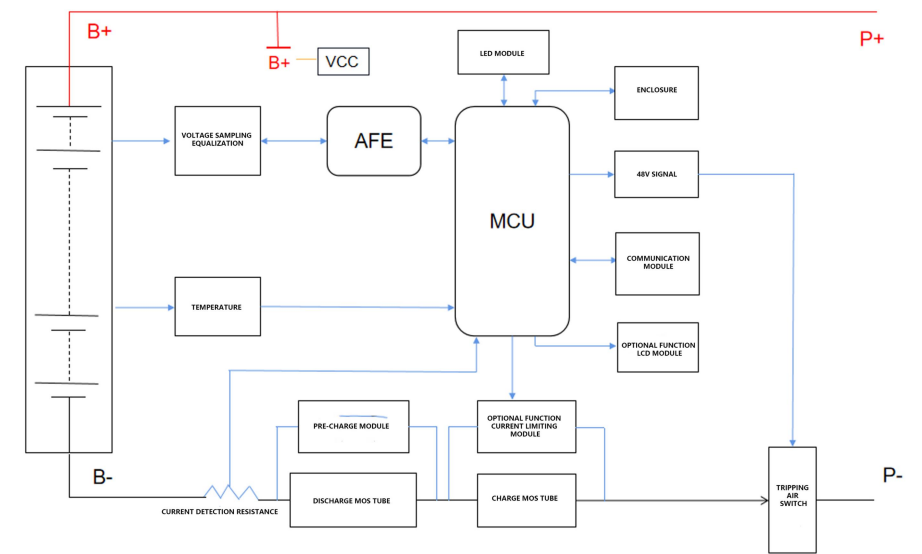 B+
P+
B+
VCC
LED MODULE
ENCLOSURE
VOLTAGE SAMPLING
EQUALIZATION
AFE
MCU
48V SIGNAL
COMMUNICATION
MODULE
TEMPERATURE
OPTIONAL FUNCTION
LCD MODULE
PRE-CHARGE MODULE
OPTIONAL FUNCTION
CURRENT LIMITING
MODULE
B-
P-
TRIPPING
AIR
SWITCH
DISCHARGE MOS TUBE
CHARGE MOS TUBE
CURRENT DETECTION RESISTANCE